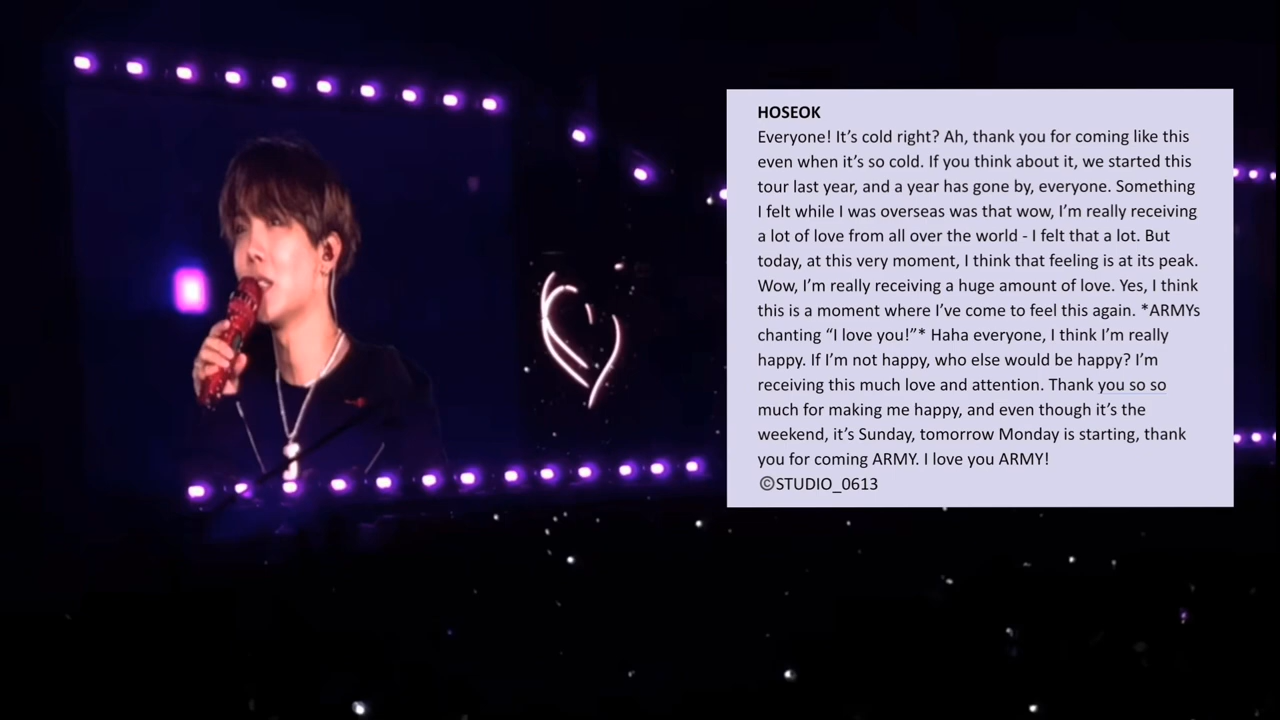 HOSEOK
Everyone! It’s cold right? Ah, thank you for coming like this
even when it’s so cold. If you think about it, we started this
tour last year, and a year has gone by, everyone. Something
I felt while I was overseas was that wow, I’m really receiving
a lot of love from all over the world - I felt that a lot. But
today, at this very moment, I think that feeling is at its peak.
Wow, I’m really receiving a huge amount of love. Yes, I think
this is a moment where I’ve come to feel this again. *ARMYs
chanting “I love you!”* Haha everyone, I think I’m really
happy. If I’m not happy, who else would be happy? I’m
receiving this much love and attention. Thank you so so
much for making me happy, and even though it’s the
weekend, it’s Sunday, tomorrow Monday is starting, thank
you for coming ARMY. I love you ARMY!
©STUDIO_0613